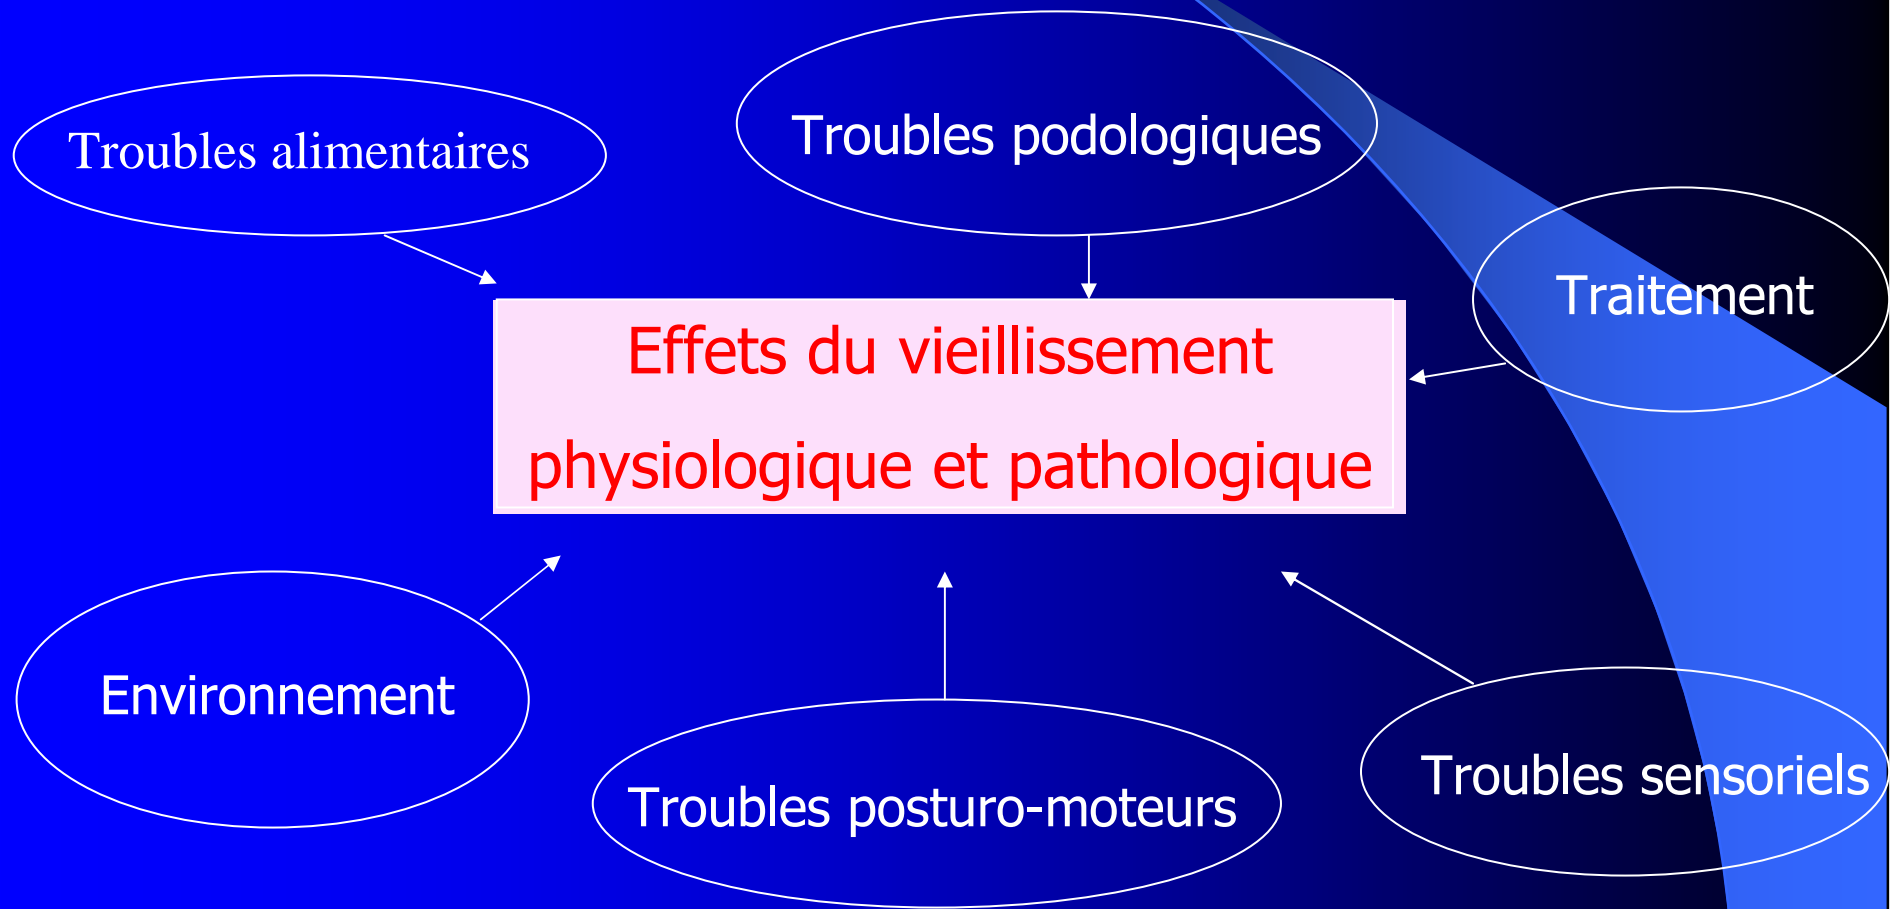 Troubles alimentaires
Troubles podologiques
Traitement
Effets du vieillissement
physiologique et pathologique
Environnement
Troubles posturo-moteurs
Troubles sensoriels